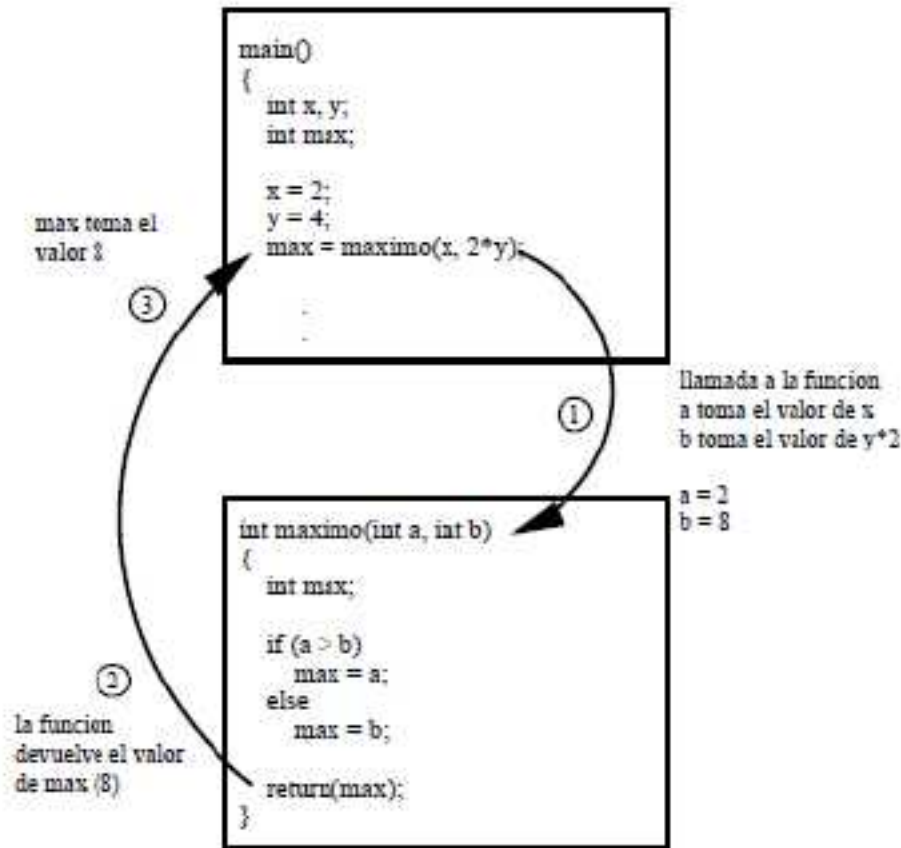 main()
{
int x, y;
int max;
x = 2;
y = 4;
max = maximo(x, 2*y);
.
.
max toma el
valor 8
3
1
llamada a la funcion
a toma el valor de x
b toma el valor de y*2
a = 2
b = 8
int maximo(int a, int b)
{
int max;
if (a > b)
max = a;
else
max = b;
return(max);
}
2
la funcion
devuelve el valor
de max (8)